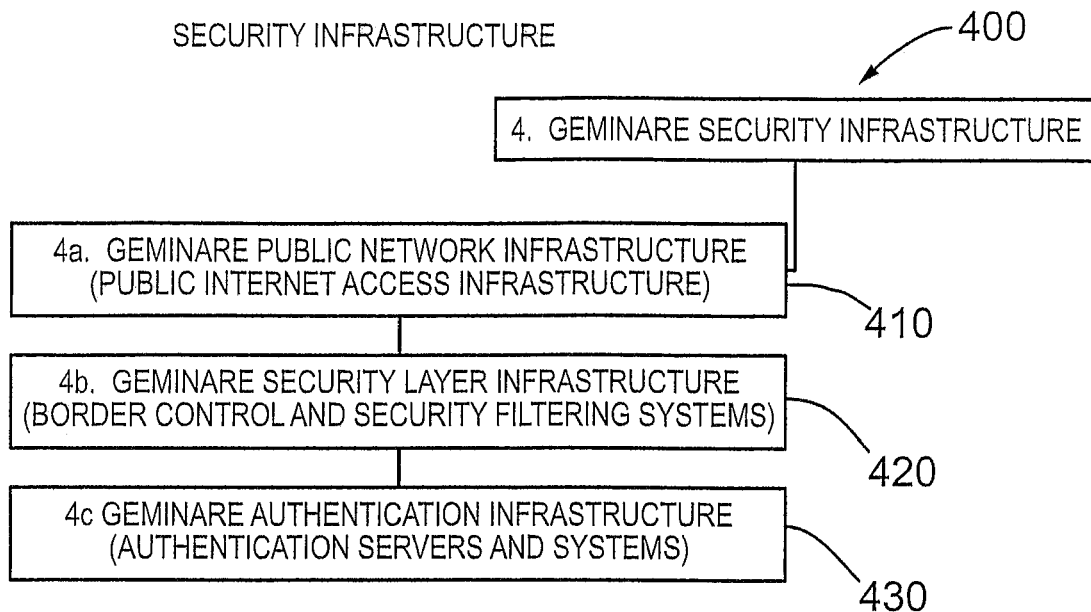 SECURITY INFRASTRUCTURE
400
4. GEMINARE SECURITY INFRASTRUCTURE
4a. GEMINARE PUBLIC NETWORK INFRASTRUCTURE
(PUBLIC INTERNET ACCESS INFRASTRUCTURE)
410
4b. GEMINARE SECURITY LAYER INFRASTRUCTURE
(BORDER CONTROL AND SECURITY FILTERING SYSTEMS)
420
4c GEMINARE AUTHENTICATION INFRASTRUCTURE
(AUTHENTICATION SERVERS AND SYSTEMS)
430